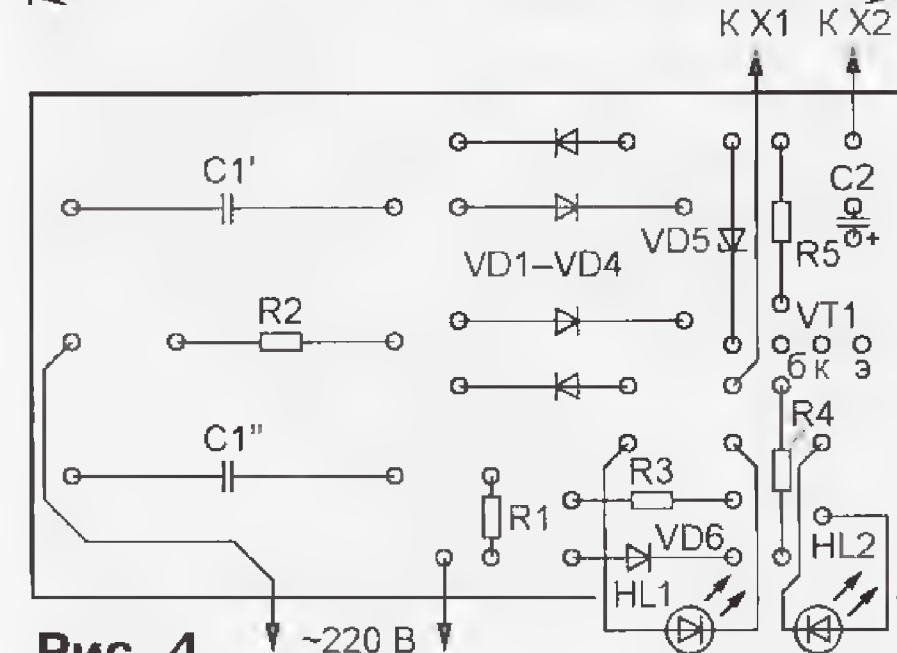 К X1 К X2
C1'
C2
+
VD5
R5
VD1–VD4
R2
VT1
б к э
C1"
R4
R3
R1
VD6
HL2
HL1
~220 В
Рис. 4